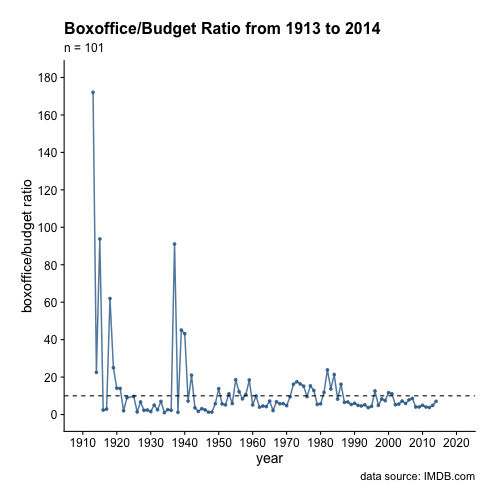 Boxoffice/Budget Ratio from 1913 to 2014
n = 101
180
160
140
120
100
80
60
40
20
0
boxoffice/budget ratio
1910 1920 1930 1940 1950 1960 1970 1980 1990 2000 2010 2020
year
data source: IMDB.com